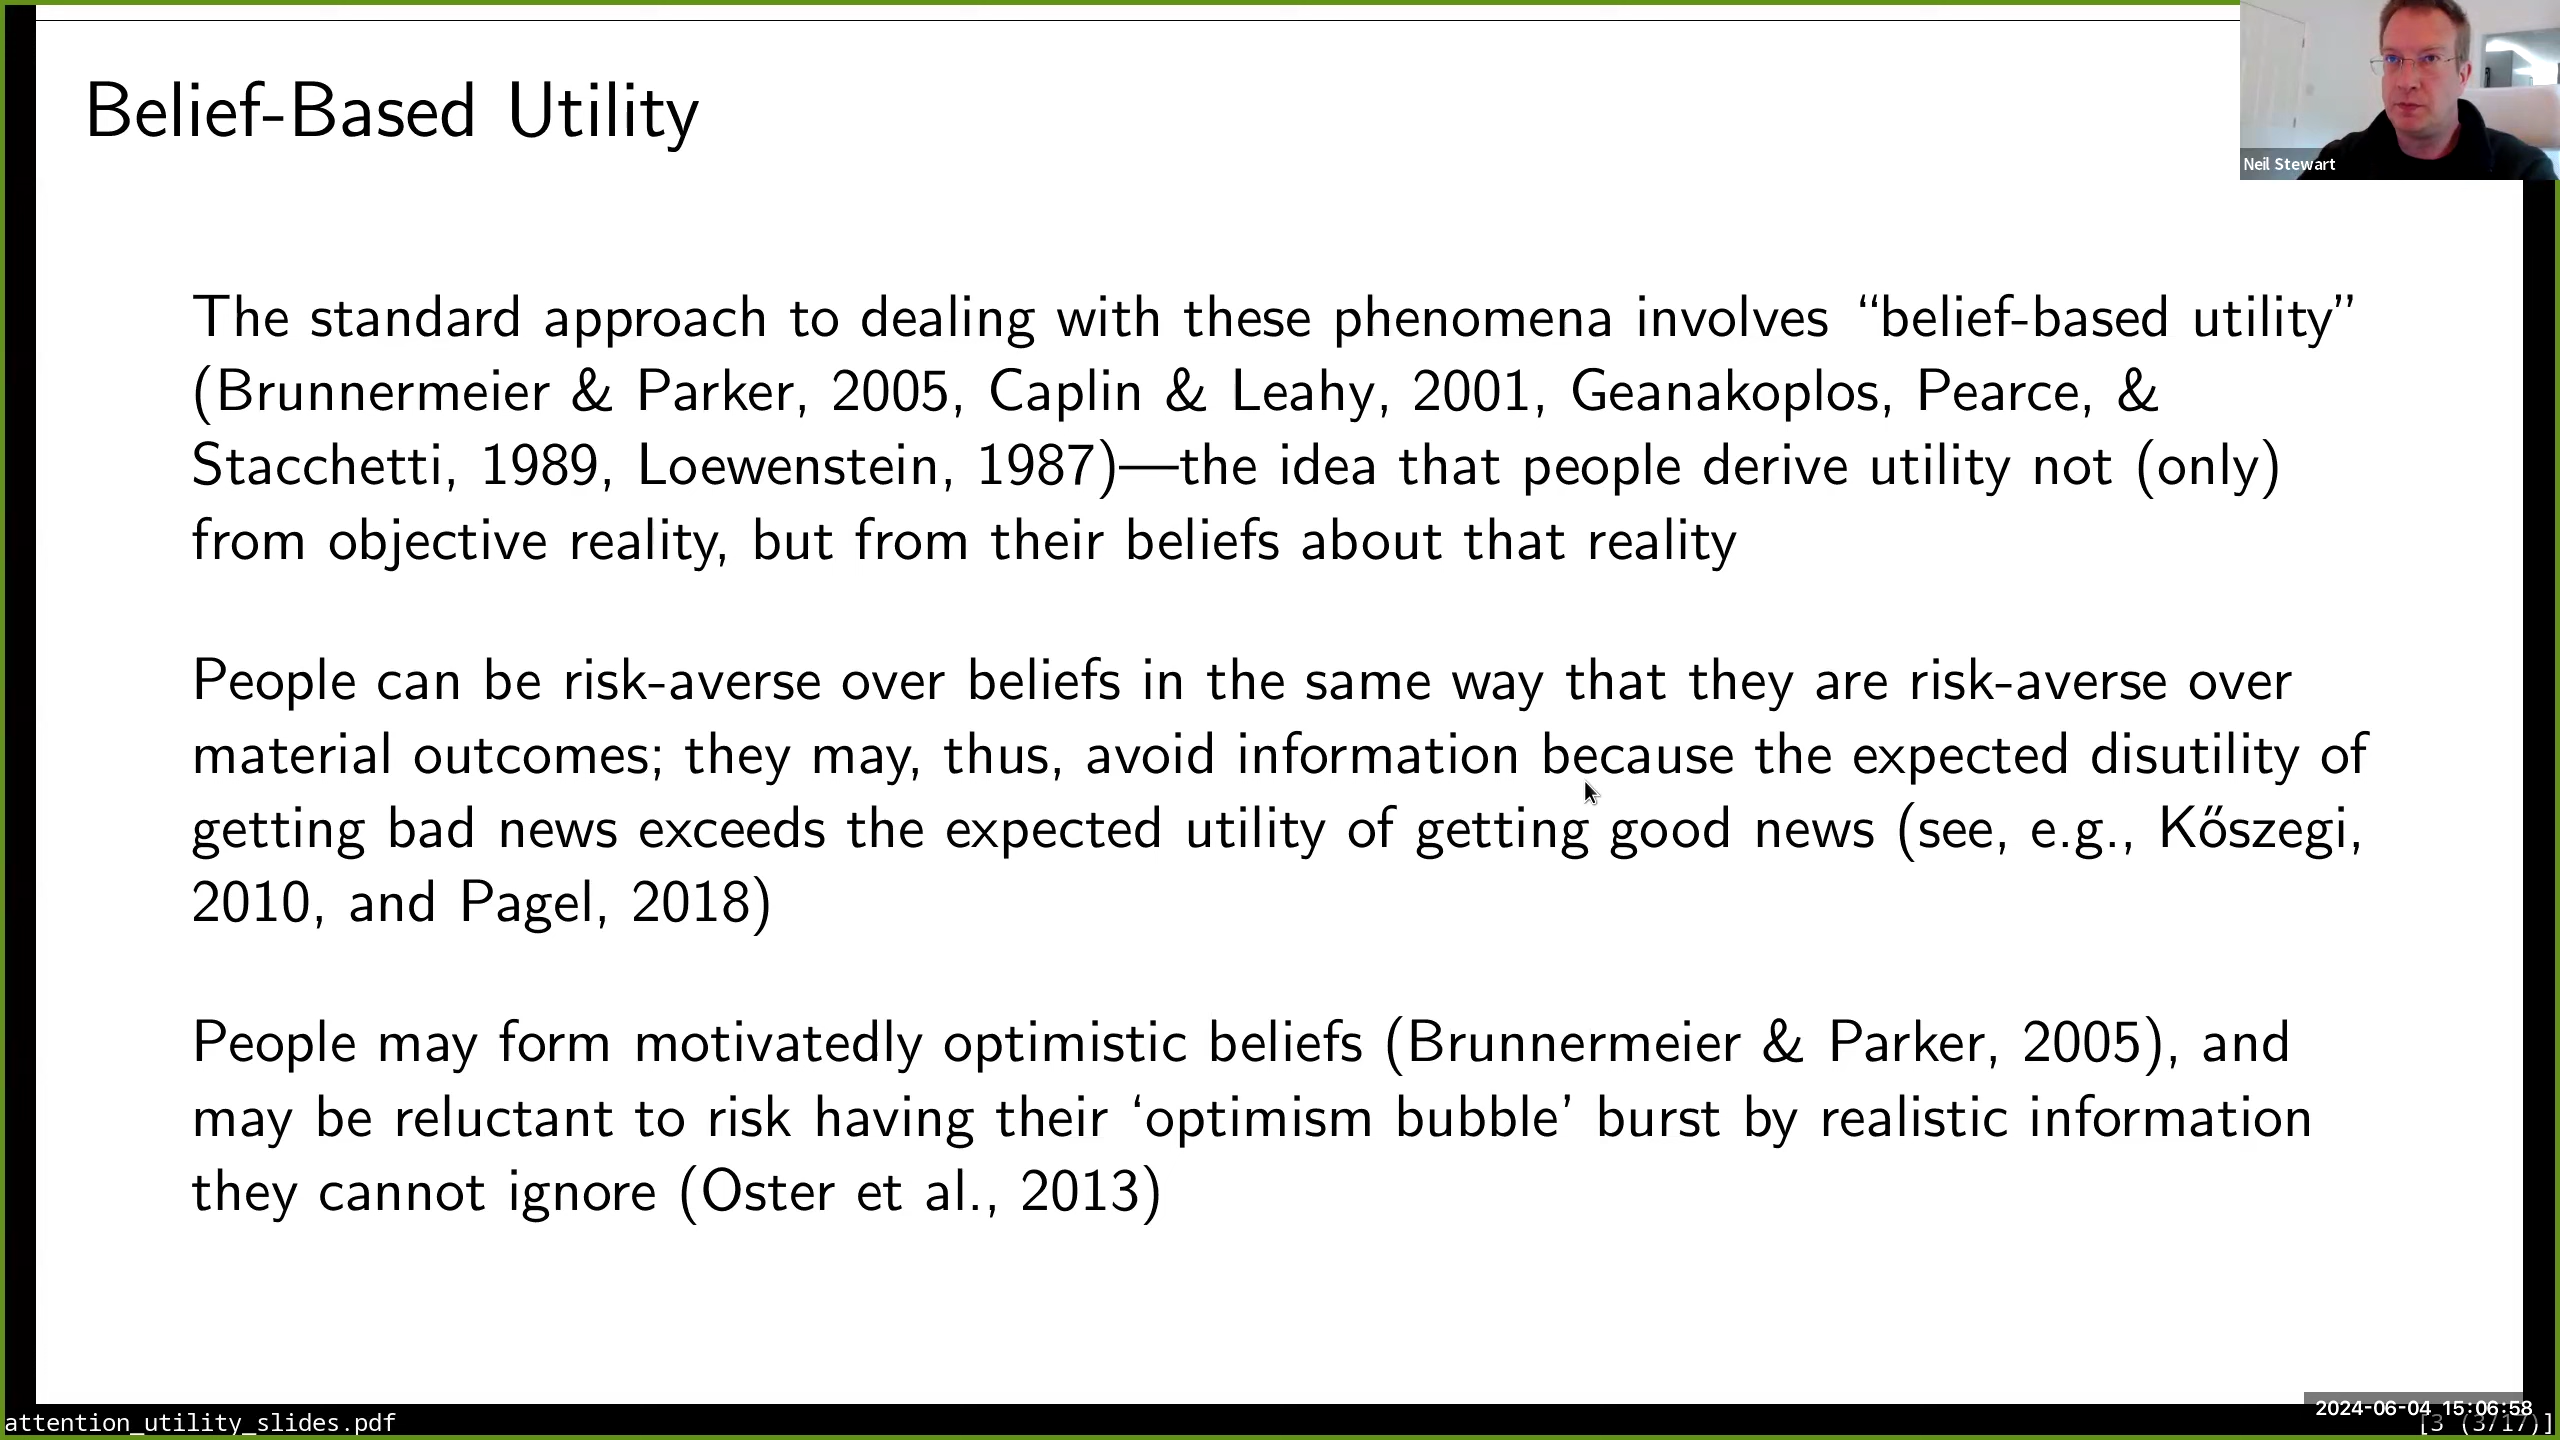 Belief-Based Utility
Neil Stewart
The standard approach to dealing with these phenomena involves “belief-based utility”
(Brunnermeier & Parker, 2005, Caplin & Leahy, 2001, Geanakoplos, Pearce, &
Stacchetti, 1989, Loewenstein, 1987)—the idea that people derive utility not (only)
from objective reality, but from their beliefs about that reality
People can be risk-averse over beliefs in the same way that they are risk-averse over
material outcomes; they may, thus, avoid information because the expected disutility of
getting bad news exceeds the expected utility of getting good news (see, e.g., Kőszegi,
2010, and Pagel, 2018)
People may form motivatedly optimistic beliefs (Brunnermeier & Parker, 2005), and
may be reluctant to risk having their ‘optimism bubble’ burst by realistic information
they cannot ignore (Oster et al., 2013)
2024-06-04 15:06:58
attention_utility_slides.pdf
[3 (3/17)]